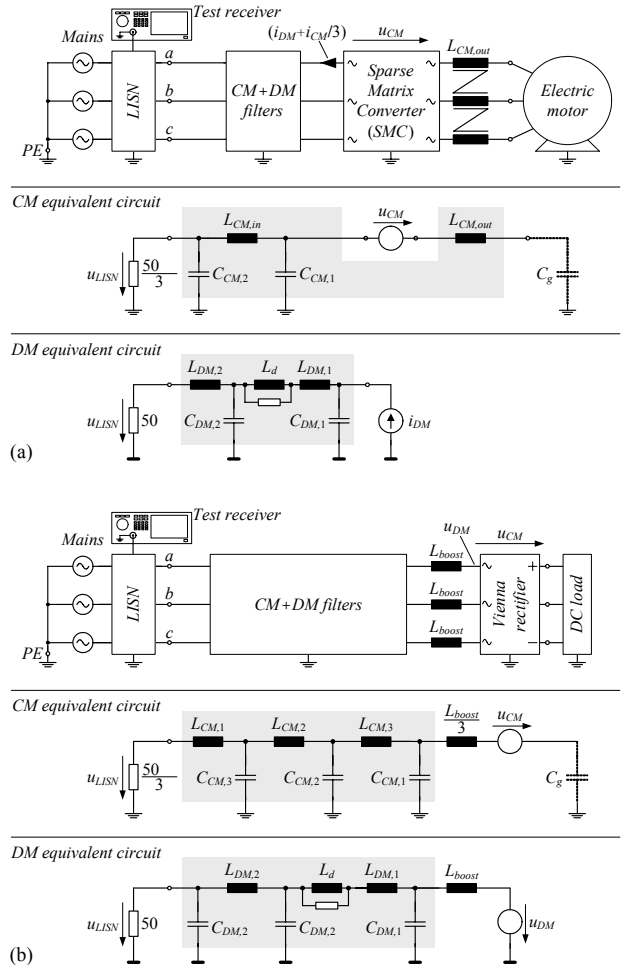 Test receiver
(i_DM+i_CM/3)
u_CM
L_CM,out
Mains
a
b
c
LISN
CM+DM
filters
Sparse
Matrix
Converter
(SMC)
Electric
motor
PE
CM equivalent circuit
L_CM,in
u_CM
L_CM,out
u_LISN
50
3
C_CM,2
C_CM,1
C_g
DM equivalent circuit
L_DM,2
L_d
L_DM,1
u_LISN
50
C_DM,2
C_DM,1
i_DM
(a)
Test receiver
Mains
a
b
c
LISN
CM+DM filters
L_boost
L_boost
L_boost
u_DM
u_CM
Vienna
rectifier
+
−
DC load
PE
CM equivalent circuit
L_CM,1
L_CM,2
L_CM,3
L_boost
3
u_CM
u_LISN
50
3
C_CM,3
C_CM,2
C_CM,1
C_g
DM equivalent circuit
L_DM,2
L_d
L_DM,1
L_boost
u_LISN
50
C_DM,2
C_DM,2
C_DM,1
u_DM
(b)